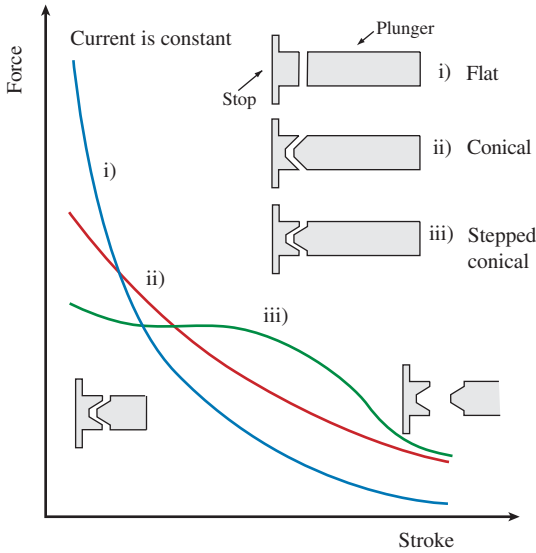 Current is constant
Plunger
Force
Stop
i) Flat
ii) Conical
iii) Stepped
conical
i)
ii)
iii)
Stroke